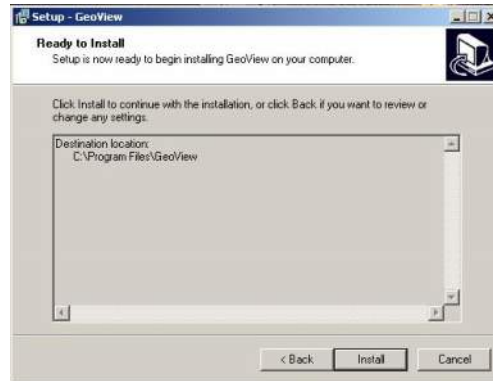 Setup - GeoView
Ready to Install
Setup is now ready to begin installing GeoView on your computer.
Click Install to continue with the installation, or click Back if you want to review or
change any settings.
Destination location:
C:\Program Files\GeoView
< Back
Install
Cancel